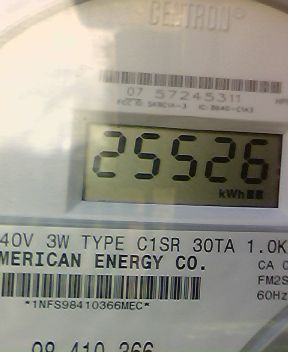 CENTRON®
07 57245311
25526
kWh
40V 3W TYPE C1SR 30TA 1.0K
MERICAN ENERGY CO.
CA 0
FM2S
60Hz
*1NFS98410366MEC*
98 410 366